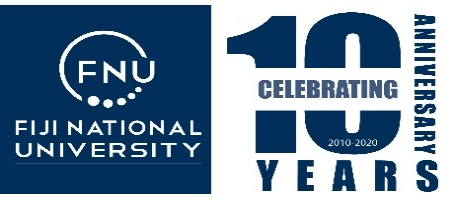 FNU
FIJI NATIONAL
UNIVERSITY
10
CELEBRATING
2010-2020
YEARS
ANNIVERSARY